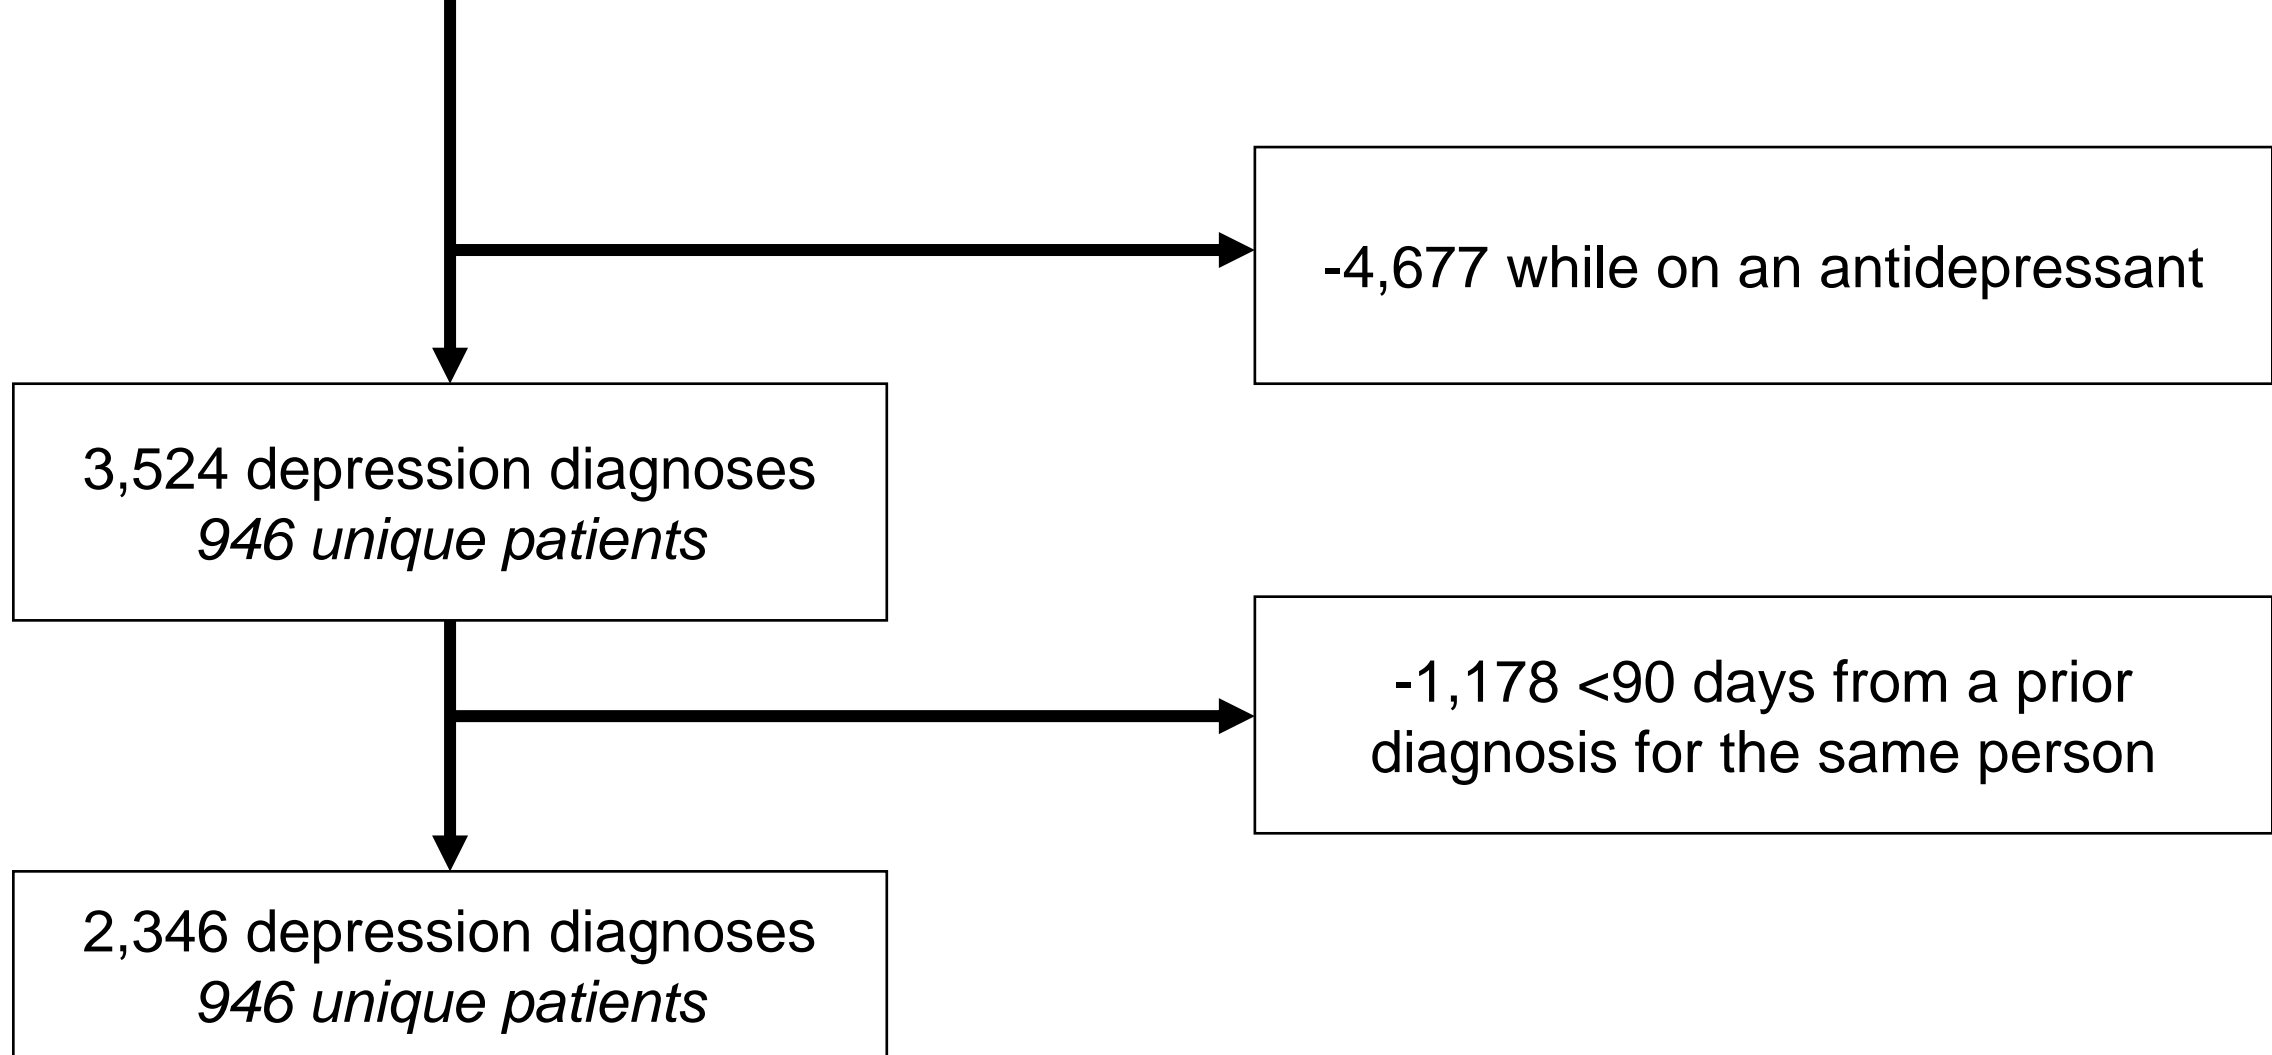 -4,677 while on an antidepressant
3,524 depression diagnoses
946 unique patients
-1,178 <90 days from a prior
diagnosis for the same person
2,346 depression diagnoses
946 unique patients